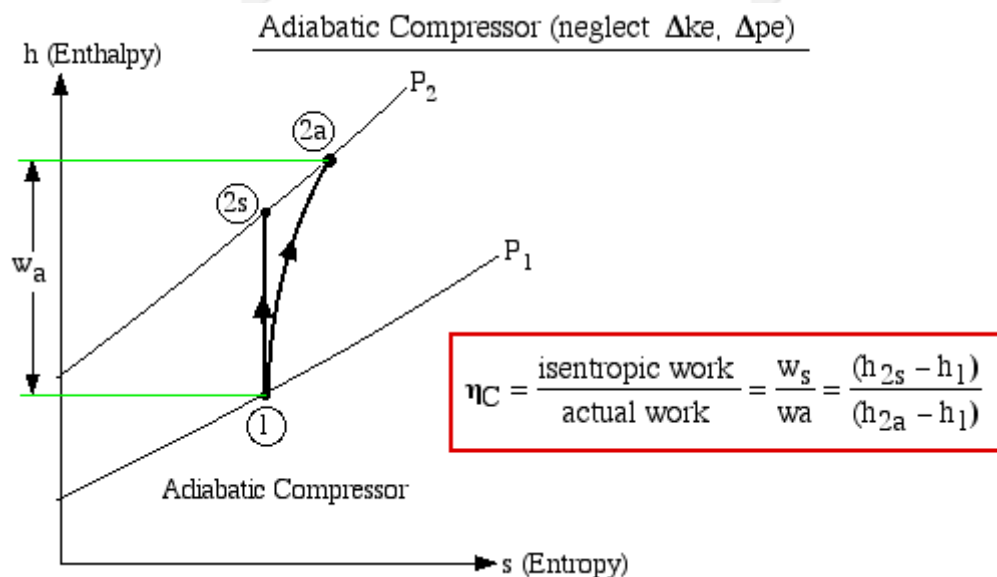 Adiabatic Compressor (neglect Δke, Δpe)
h (Enthalpy)
P2
2a
2s
wa
P1
ηC = isentropic work / actual work = ws / wa = (h2s − h1) / (h2a − h1)
1
Adiabatic Compressor
s (Entropy)